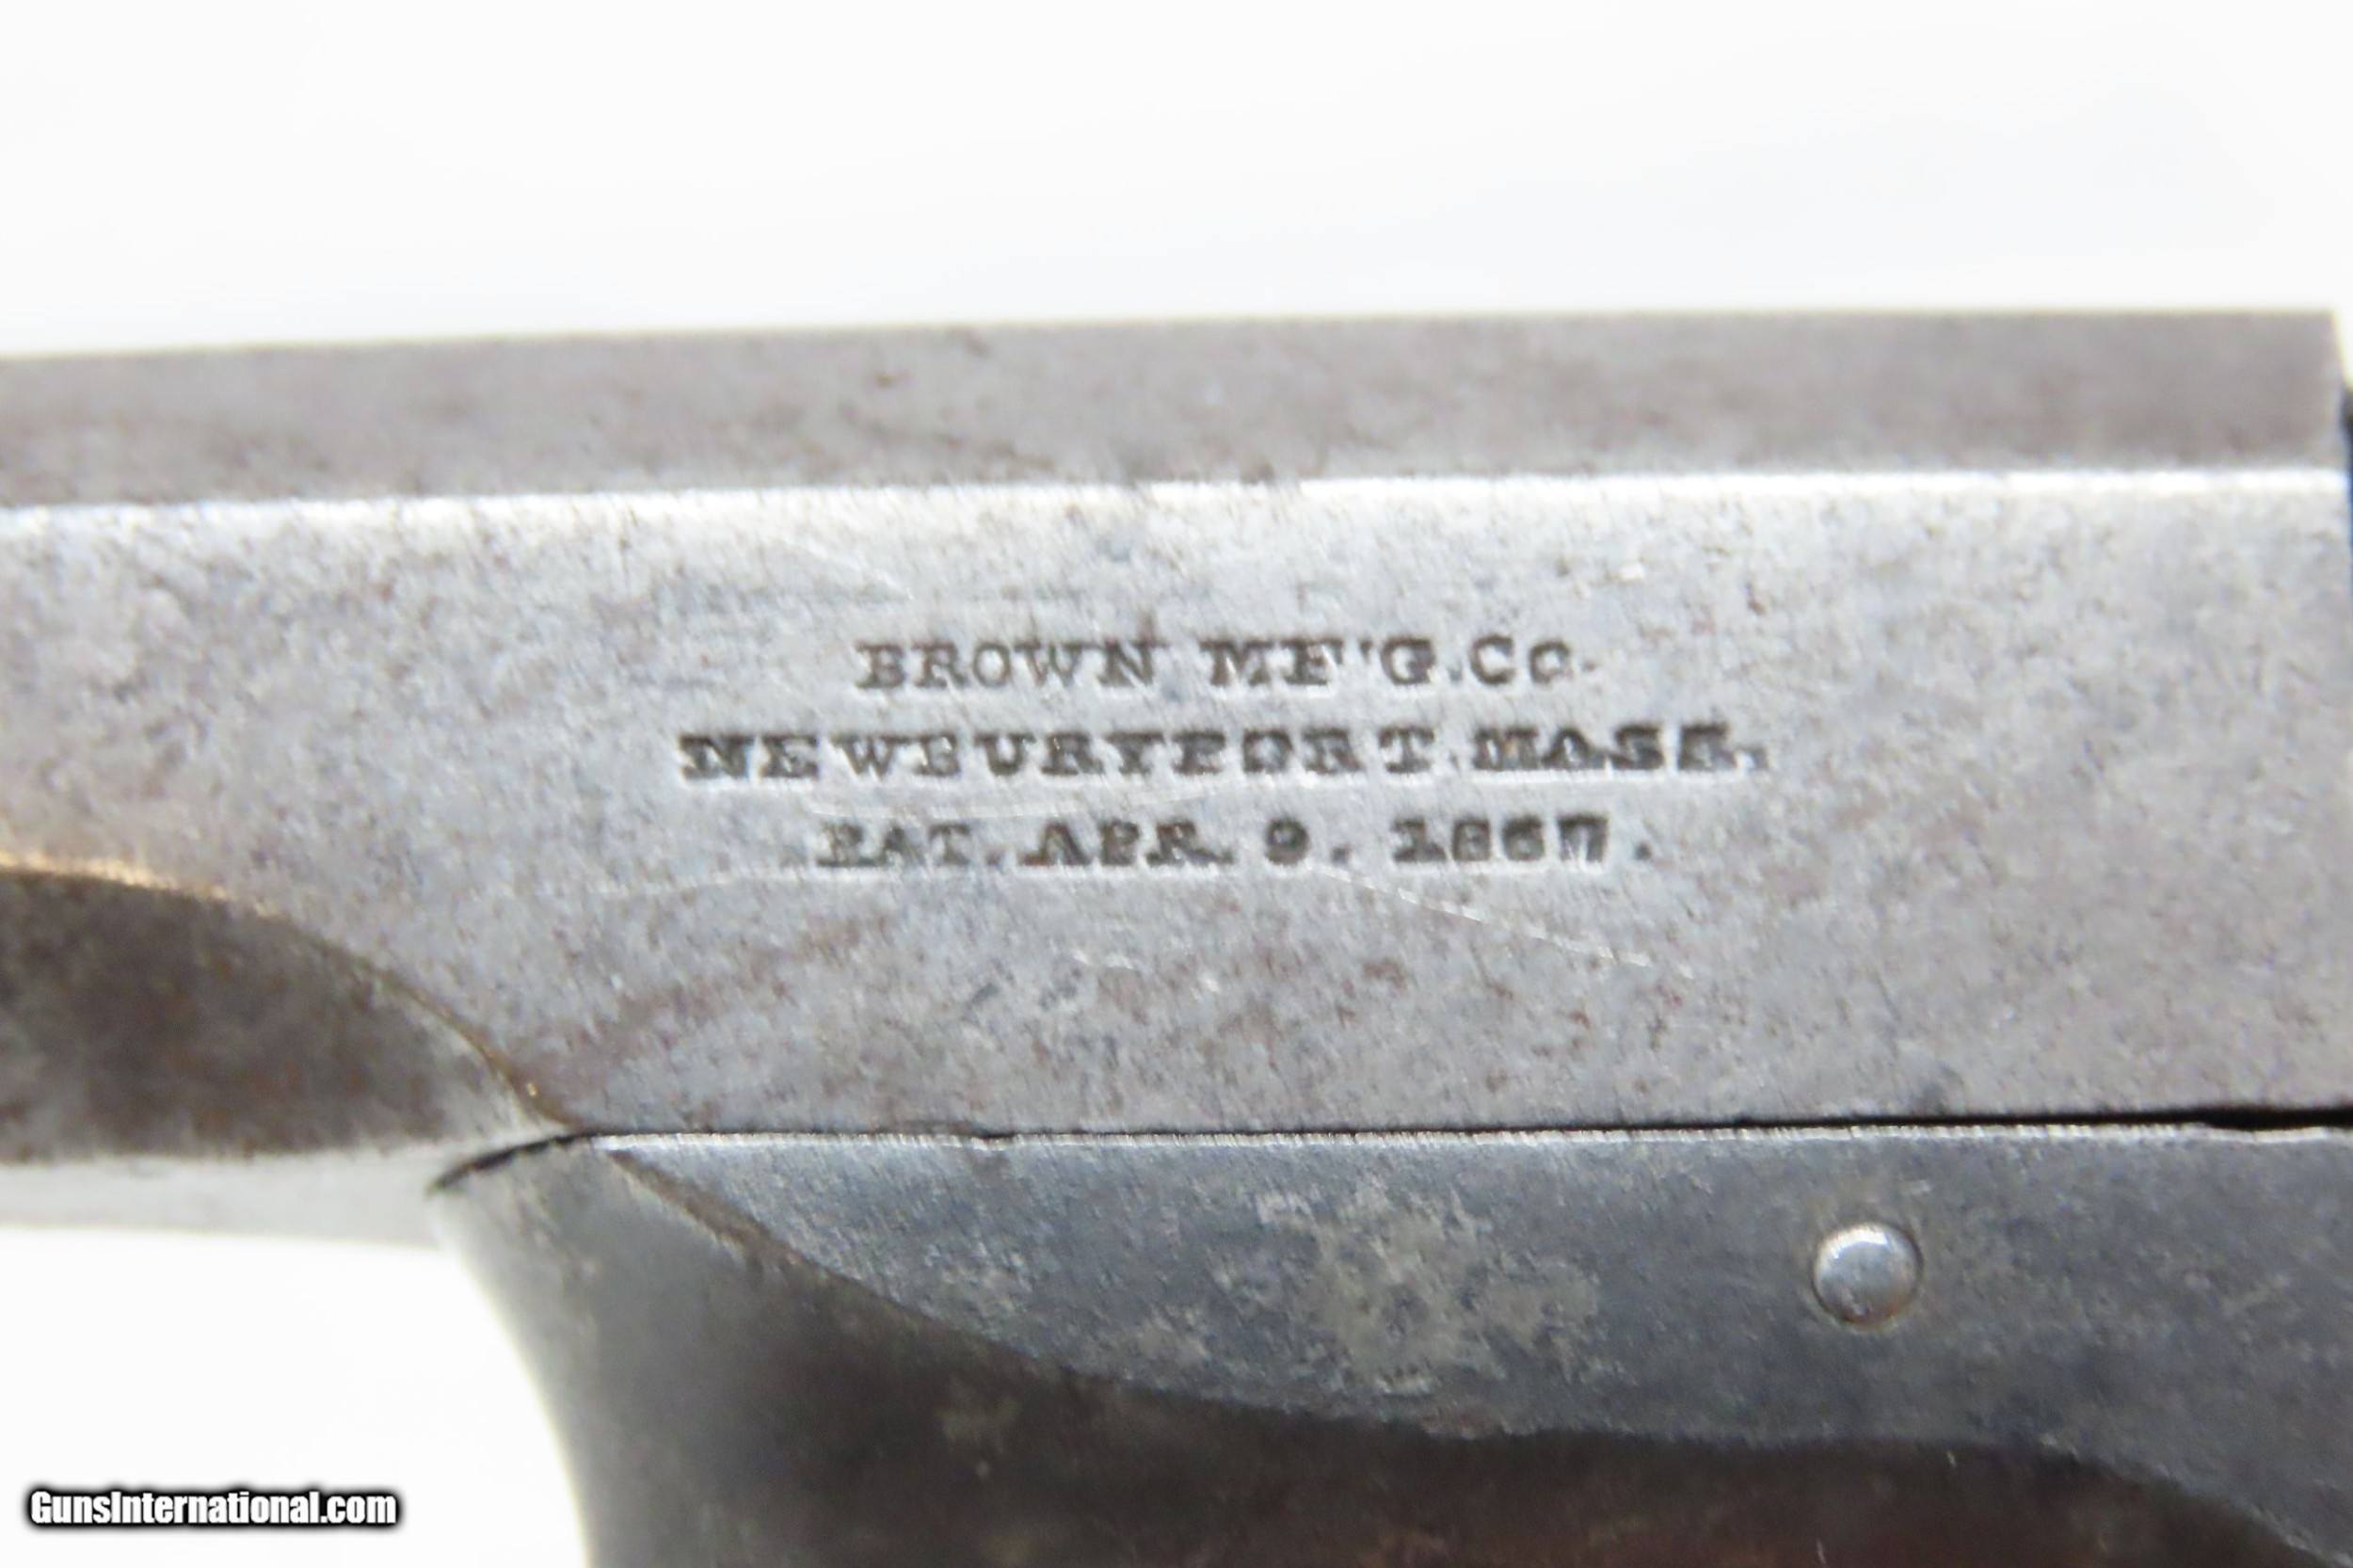 BROWN MF'G.Co.
NEWBURYPORT.MASS.
PAT. APR. 9. 1867.
GunsInternational.com